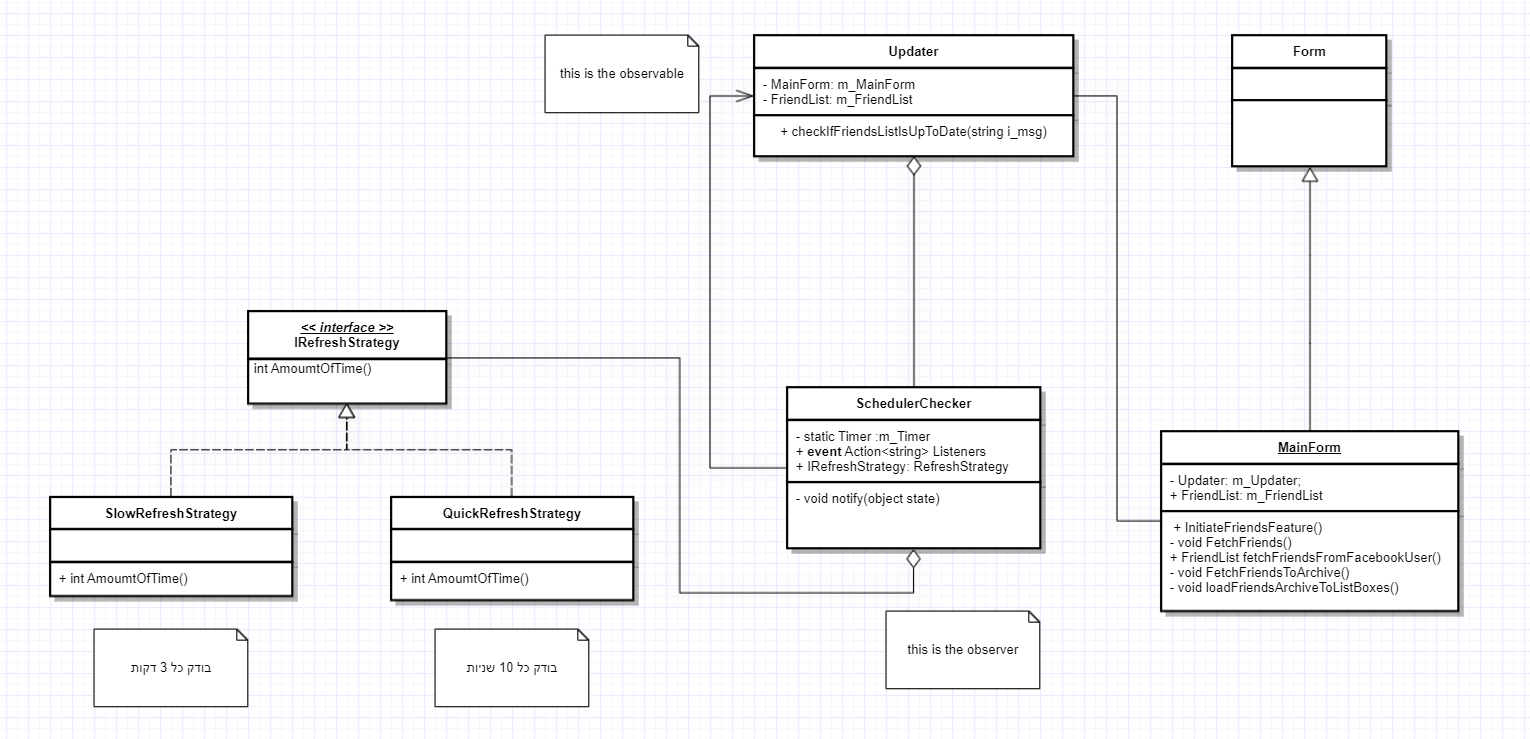 this is the observable
Updater
- MainForm: m_MainForm
- FriendList: m_FriendList
+ checkIfFriendsListIsUpToDate(string i_msg)
Form
<< interface >>
IRefreshStrategy
int AmoumtOfTime()
SchedulerChecker
- static Timer :m_Timer
+ event Action<string> Listeners
+ IRefreshStrategy: RefreshStrategy
- void notify(object state)
MainForm
- Updater: m_Updater;
+ FriendList: m_FriendList
+ InitiateFriendsFeature()
- void FetchFriends()
+ FriendList fetchFriendsFromFacebookUser()
- void FetchFriendsToArchive()
- void loadFriendsArchiveToListBoxes()
SlowRefreshStrategy
+ int AmoumtOfTime()
QuickRefreshStrategy
+ int AmoumtOfTime()
בודק כל 3 דקות
בודק כל 10 שניות
this is the observer